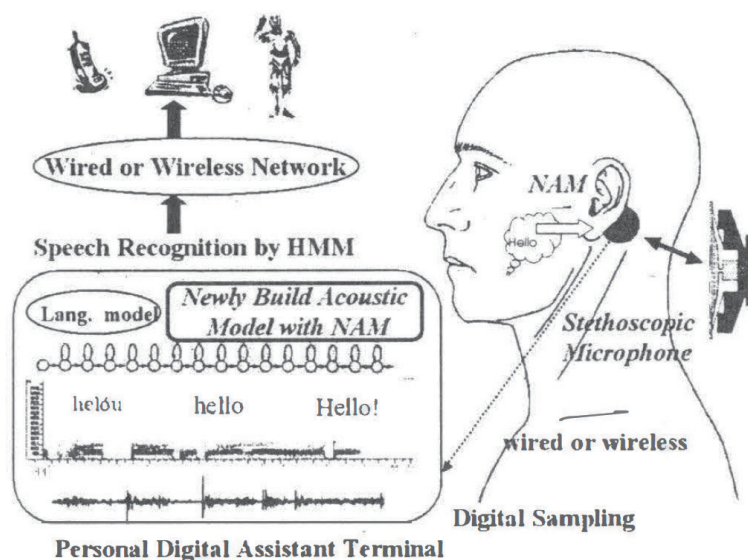 Wired or Wireless Network
Speech Recognition by HMM
Lang. model
Newly Build Acoustic
Model with NAM
helóu
hello
Hello!
Personal Digital Assistant Terminal
NAM
Hello
Stethoscopic
Microphone
wired or wireless
Digital Sampling